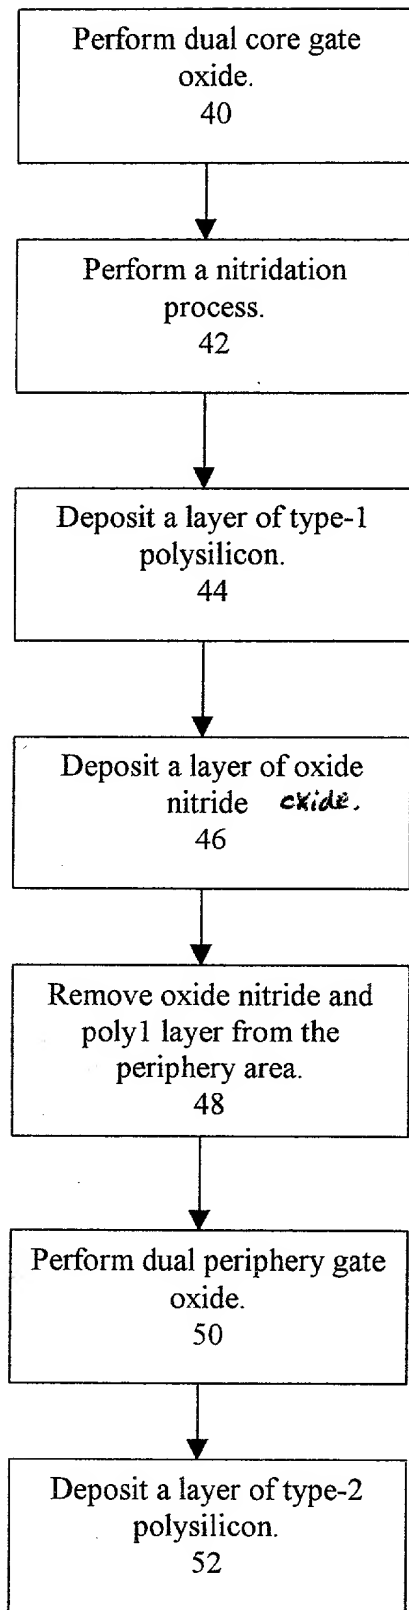 Perform dual core gate
oxide.
40
Perform a nitridation
process.
42
Deposit a layer of type-1
polysilicon.
44
Deposit a layer of oxide
nitride oxide.
46
Remove oxide nitride and
poly1 layer from the
periphery area.
48
Perform dual periphery gate
oxide.
50
Deposit a layer of type-2
polysilicon.
52